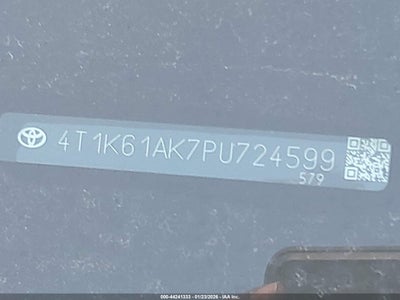 4T1K61AK7PU724599
579
000-44241333 - 01/23/2026 - IAA Inc.